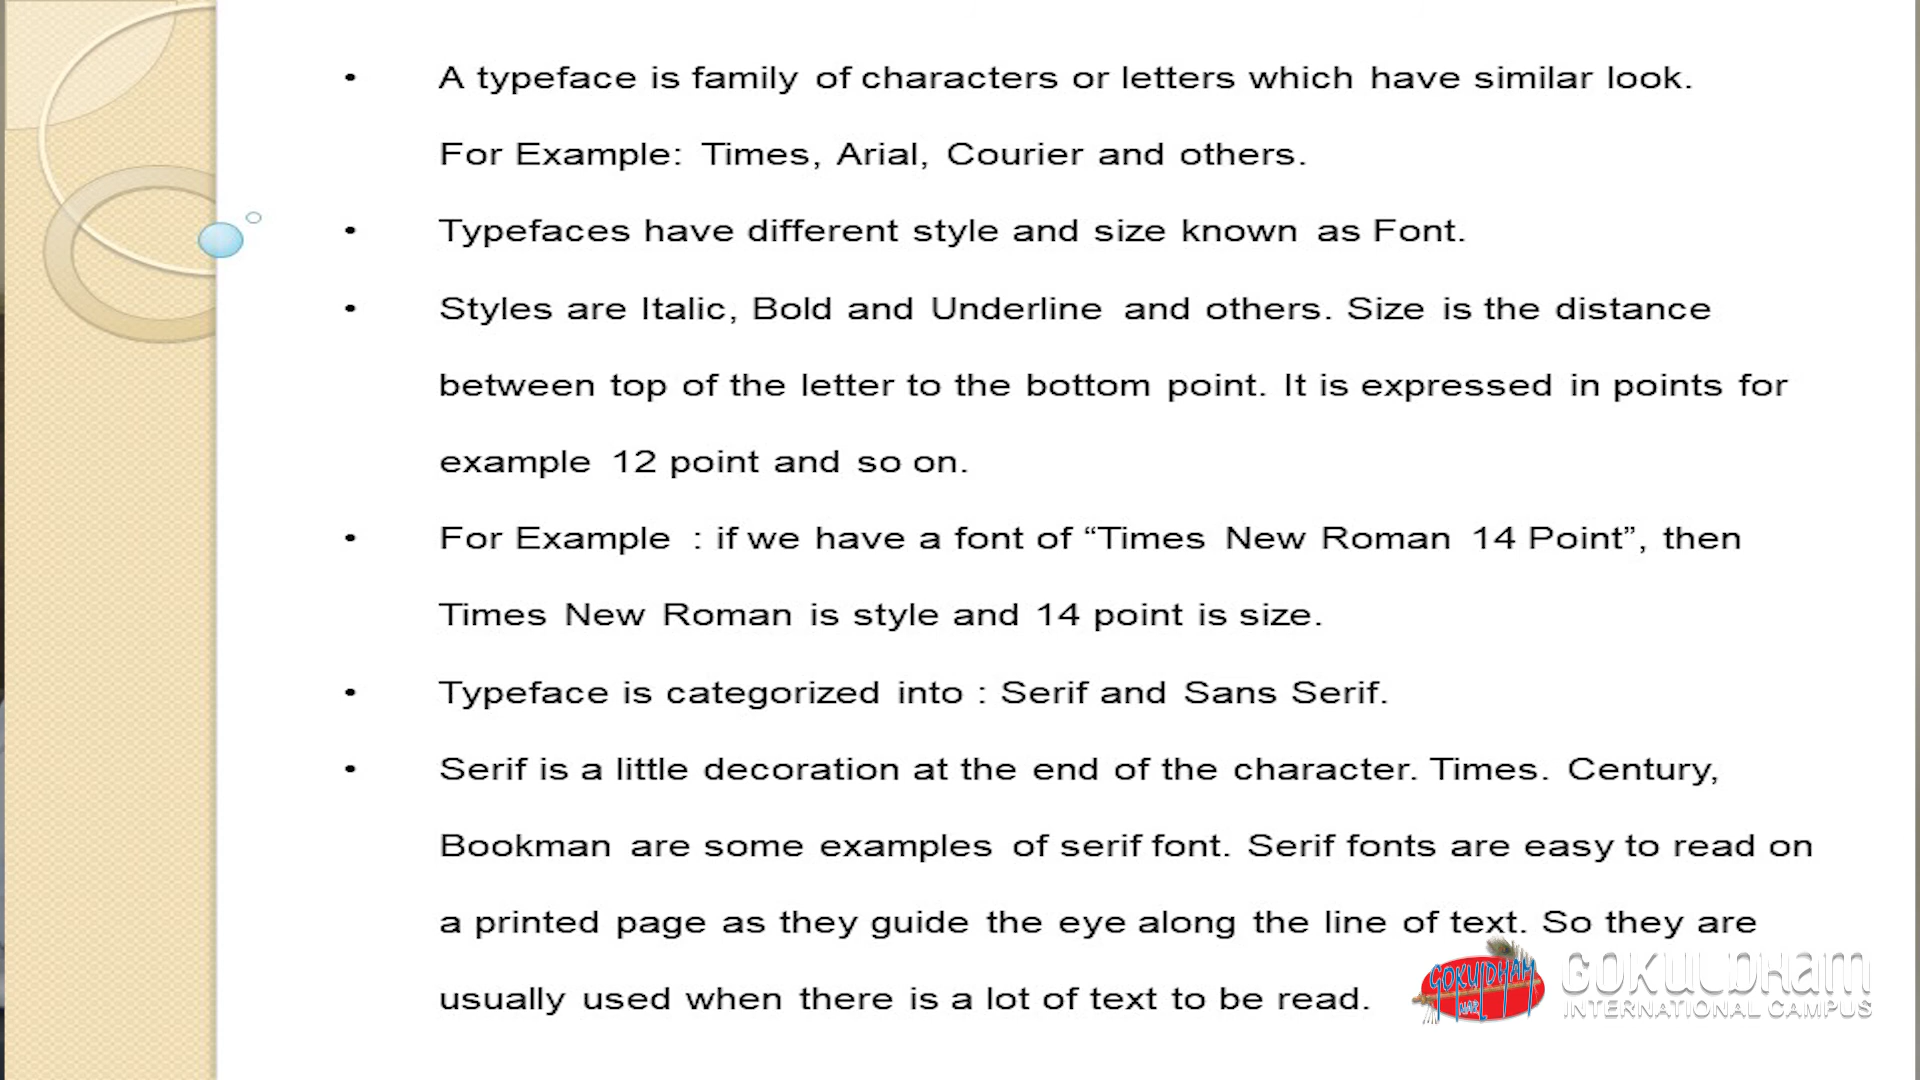 • A typeface is family of characters or letters which have similar look.
For Example: Times, Arial, Courier and others.
• Typefaces have different style and size known as Font.
• Styles are Italic, Bold and Underline and others. Size is the distance
between top of the letter to the bottom point. It is expressed in points for
example 12 point and so on.
• For Example : if we have a font of “Times New Roman 14 Point”, then
Times New Roman is style and 14 point is size.
• Typeface is categorized into : Serif and Sans Serif.
• Serif is a little decoration at the end of the character. Times. Century,
Bookman are some examples of serif font. Serif fonts are easy to read on
a printed page as they guide the eye along the line of text. So they are
usually used when there is a lot of text to be read.
GOKULDHAM
NAR
GOKULDHAM
INTERNATIONAL CAMPUS